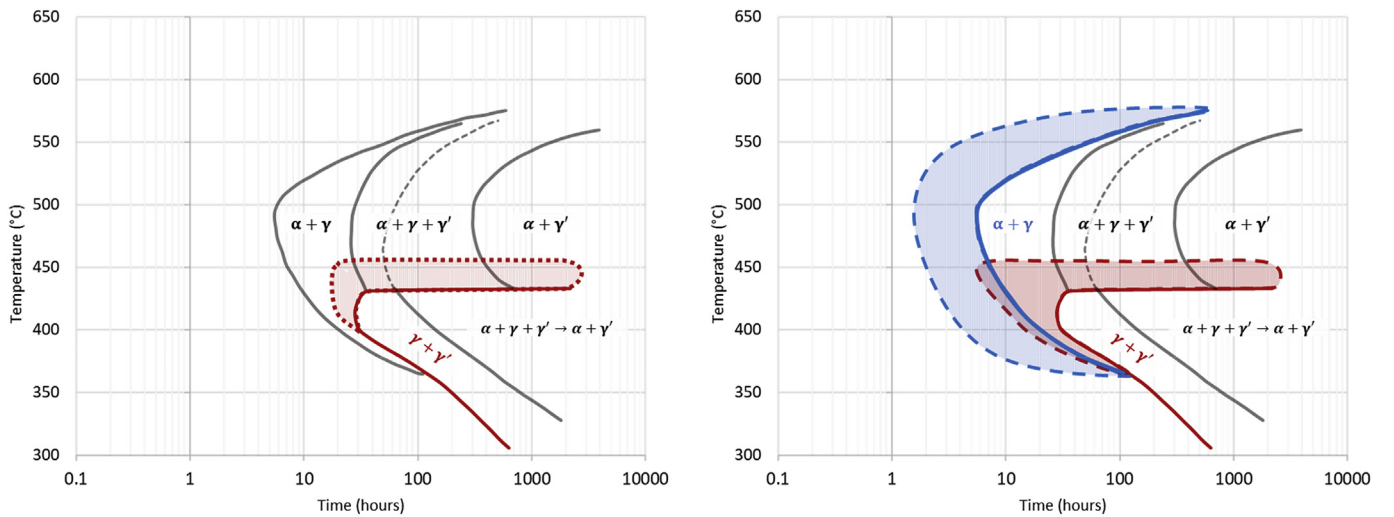 650
600
550
500
450
400
350
300
Temperature (°C)
0.1 1 10 100 1000 10000
Time (hours)
α + γ
α + γ + γ′
α + γ′
γ + γ′
α + γ + γ′ → α + γ′
650
600
550
500
450
400
350
300
Temperature (°C)
0.1 1 10 100 1000 10000
Time (hours)
α + γ
α + γ + γ′
α + γ′
γ + γ′
α + γ + γ′ → α + γ′